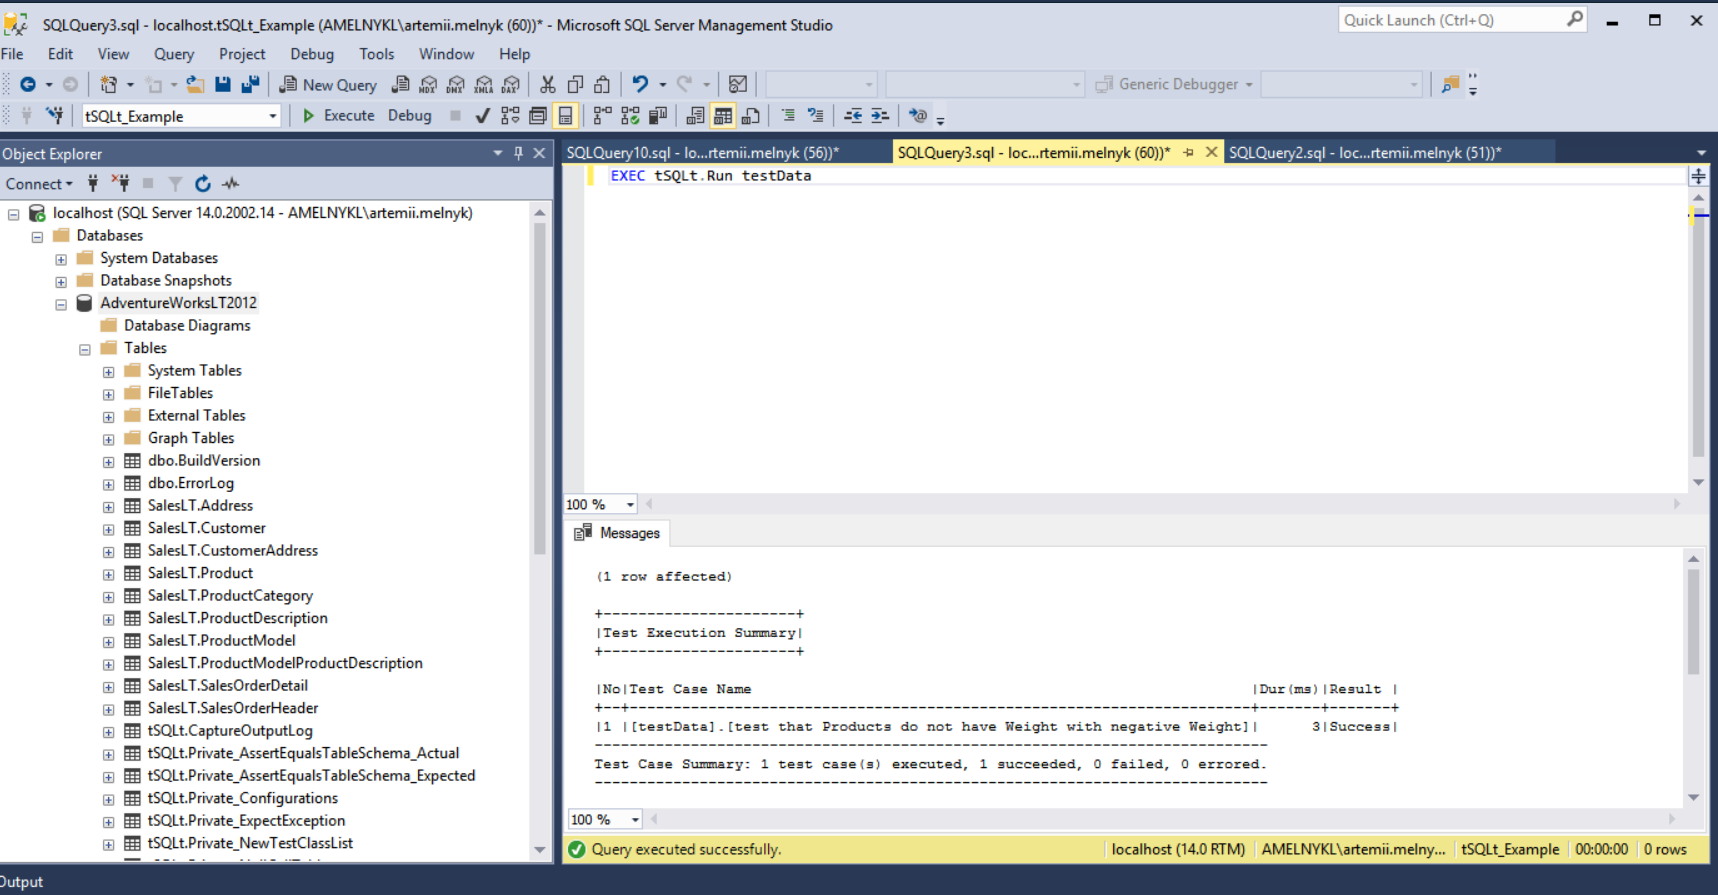 SQLQuery3.sql - localhost.tSQLt_Example (AMELNYKL\artemii.melnyk (60))* - Microsoft SQL Server Management Studio
Quick Launch (Ctrl+Q)
File Edit View Query Project Debug Tools Window Help
New Query MDX DMX XMLA DAX Generic Debugger
tSQLt_Example Execute Debug
Object Explorer
SQLQuery10.sql - lo...rtemii.melnyk (56))* SQLQuery3.sql - loc...rtemii.melnyk (60))* SQLQuery2.sql - loc...rtemii.melnyk (51))*
Connect
localhost (SQL Server 14.0.2002.14 - AMELNYKL\artemii.melnyk)
Databases
System Databases
Database Snapshots
AdventureWorksLT2012
Database Diagrams
Tables
System Tables
FileTables
External Tables
Graph Tables
dbo.BuildVersion
dbo.ErrorLog
SalesLT.Address
SalesLT.Customer
SalesLT.CustomerAddress
SalesLT.Product
SalesLT.ProductCategory
SalesLT.ProductDescription
SalesLT.ProductModel
SalesLT.ProductModelProductDescription
SalesLT.SalesOrderDetail
SalesLT.SalesOrderHeader
tSQLt.CaptureOutputLog
tSQLt.Private_AssertEqualsTableSchema_Actual
tSQLt.Private_AssertEqualsTableSchema_Expected
tSQLt.Private_Configurations
tSQLt.Private_ExpectException
tSQLt.Private_NewTestClassList
EXEC tSQLt.Run testData
100 %
Messages
(1 row affected)
+----------------------+
|Test Execution Summary|
+----------------------+
|No|Test Case Name |Dur(ms)|Result |
+--+-----------------------------------------------------------------------+-------+-------+
|1 |[testData].[test that Products do not have Weight with negative Weight]| 3|Success|
-----------------------------------------------------------------------------
Test Case Summary: 1 test case(s) executed, 1 succeeded, 0 failed, 0 errored.
-----------------------------------------------------------------------------
100 %
Query executed successfully. localhost (14.0 RTM) AMELNYKL\artemii.melny... tSQLt_Example 00:00:00 0 rows
Output